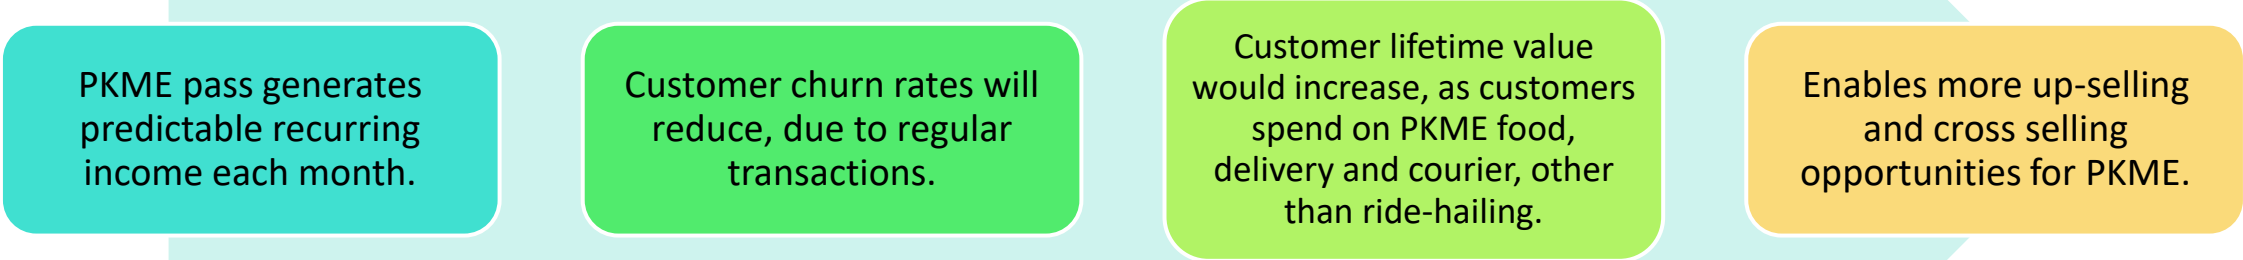 PKME pass generates
predictable recurring
income each month.
Customer churn rates will
reduce, due to regular
transactions.
Customer lifetime value
would increase, as customers
spend on PKME food,
delivery and courier, other
than ride-hailing.
Enables more up-selling
and cross selling
opportunities for PKME.